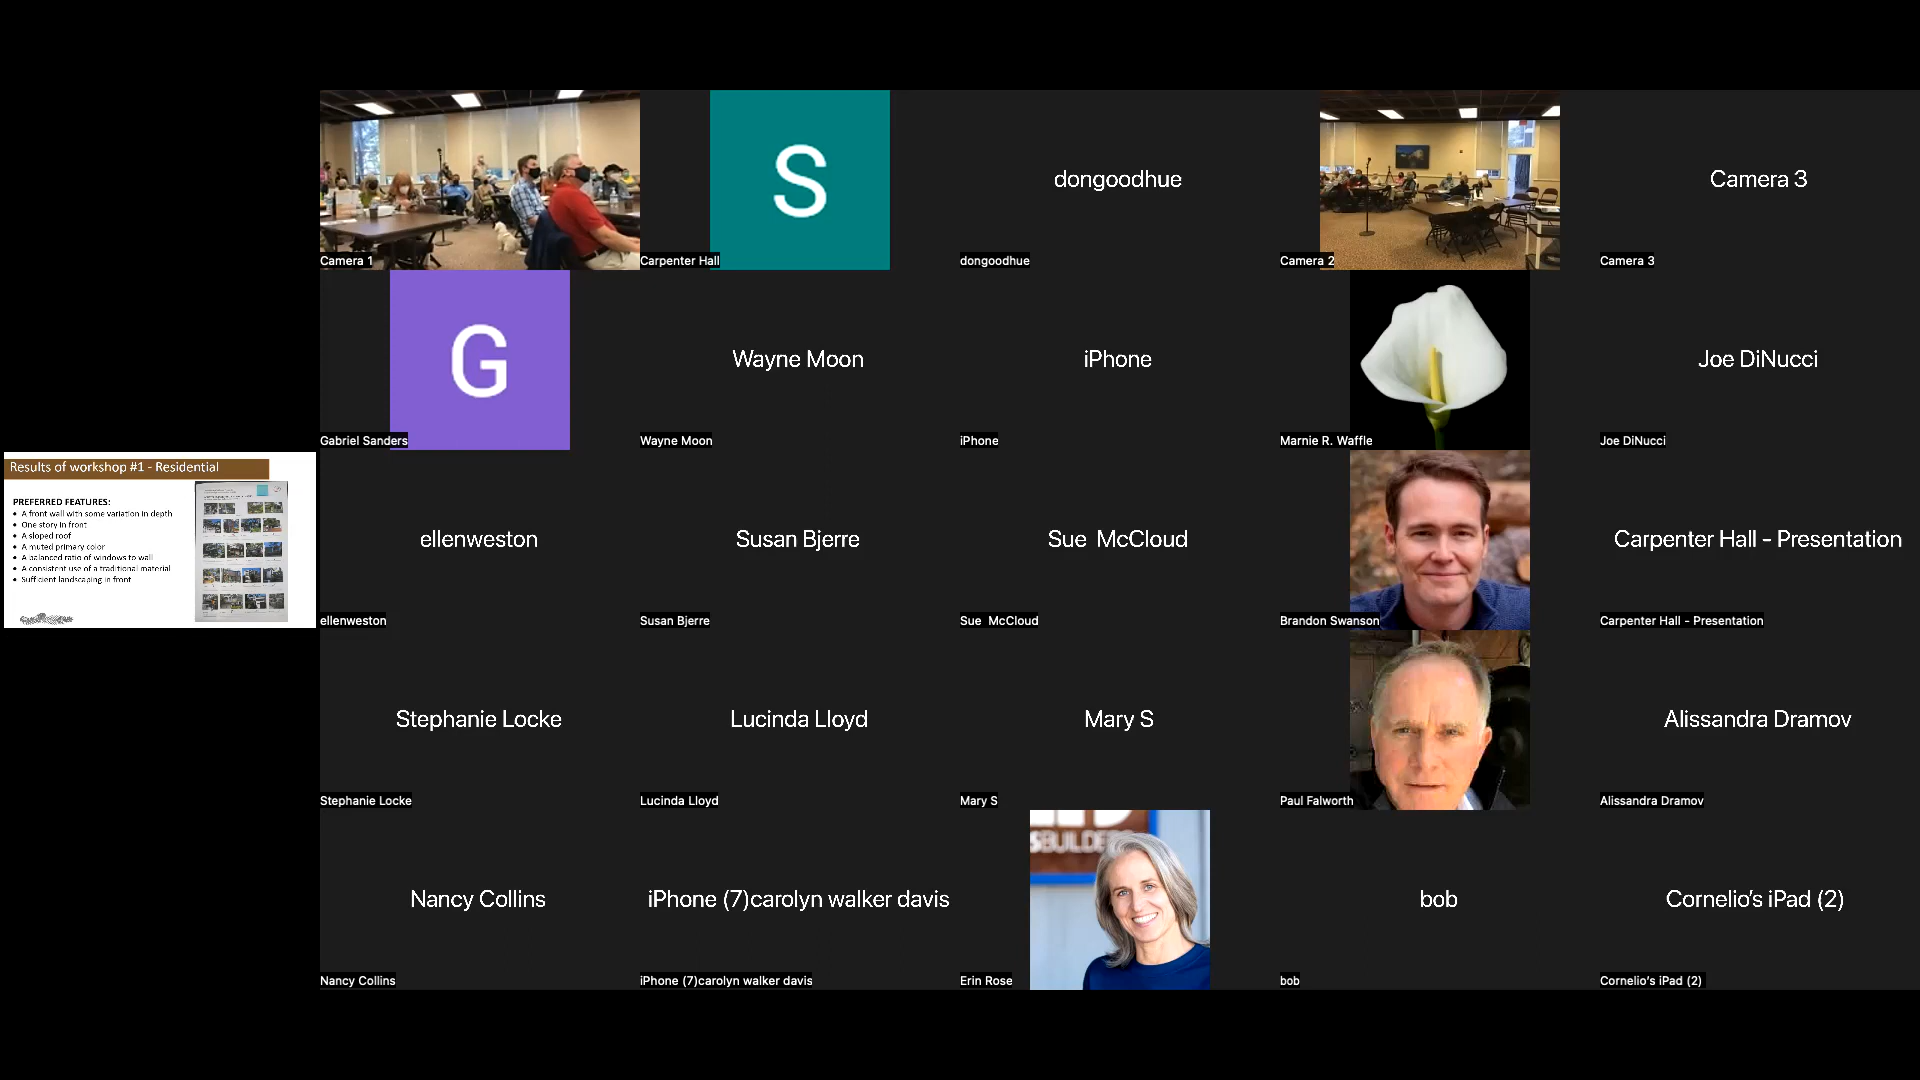 Results of workshop #1 - Residential
PREFERRED FEATURES:
• A front wall with some variation in depth
• One story in front
• A sloped roof
• A muted primary color
• A balanced ratio of windows to wall
• A consistent use of a traditional material
• Sufficient landscaping in front
Camera 1
S
Carpenter Hall
dongoodhue
dongoodhue
Camera 2
Camera 3
Camera 3
G
Gabriel Sanders
Wayne Moon
Wayne Moon
iPhone
iPhone
Marnie R. Waffle
Joe DiNucci
Joe DiNucci
ellenweston
ellenweston
Susan Bjerre
Susan Bjerre
Sue McCloud
Sue McCloud
Brandon Swanson
Carpenter Hall - Presentation
Carpenter Hall - Presentation
Stephanie Locke
Stephanie Locke
Lucinda Lloyd
Lucinda Lloyd
Mary S
Mary S
Paul Falworth
Alissandra Dramov
Alissandra Dramov
Nancy Collins
Nancy Collins
iPhone (7)carolyn walker davis
iPhone (7)carolyn walker davis
SBUILDE
Erin Rose
bob
bob
Cornelio's iPad (2)
Cornelio's iPad (2)